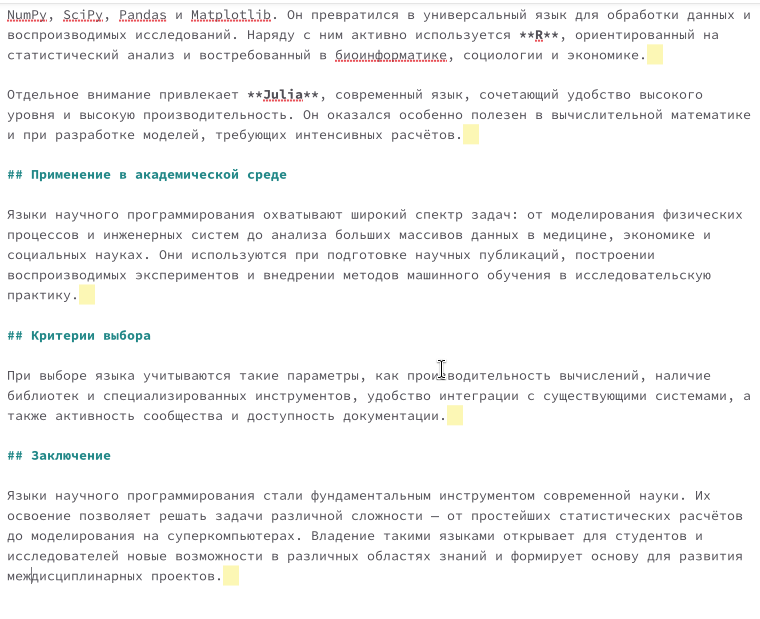 NumPy, SciPy, Pandas и Matplotlib. Он превратился в универсальный язык для обработки данных и
воспроизводимых исследований. Наряду с ним активно используется **R**, ориентированный на
статистический анализ и востребованный в биоинформатике, социологии и экономике.
Отдельное внимание привлекает **Julia**, современный язык, сочетающий удобство высокого
уровня и высокую производительность. Он оказался особенно полезен в вычислительной математике
и при разработке моделей, требующих интенсивных расчётов.
## Применение в академической среде
Языки научного программирования охватывают широкий спектр задач: от моделирования физических
процессов и инженерных систем до анализа больших массивов данных в медицине, экономике и
социальных науках. Они используются при подготовке научных публикаций, построении
воспроизводимых экспериментов и внедрении методов машинного обучения в исследовательскую
практику.
## Критерии выбора
При выборе языка учитываются такие параметры, как производительность вычислений, наличие
библиотек и специализированных инструментов, удобство интеграции с существующими системами, а
также активность сообщества и доступность документации.
## Заключение
Языки научного программирования стали фундаментальным инструментом современной науки. Их
освоение позволяет решать задачи различной сложности — от простейших статистических расчётов
до моделирования на суперкомпьютерах. Владение такими языками открывает для студентов и
исследователей новые возможности в различных областях знаний и формирует основу для развития
междисциплинарных проектов.